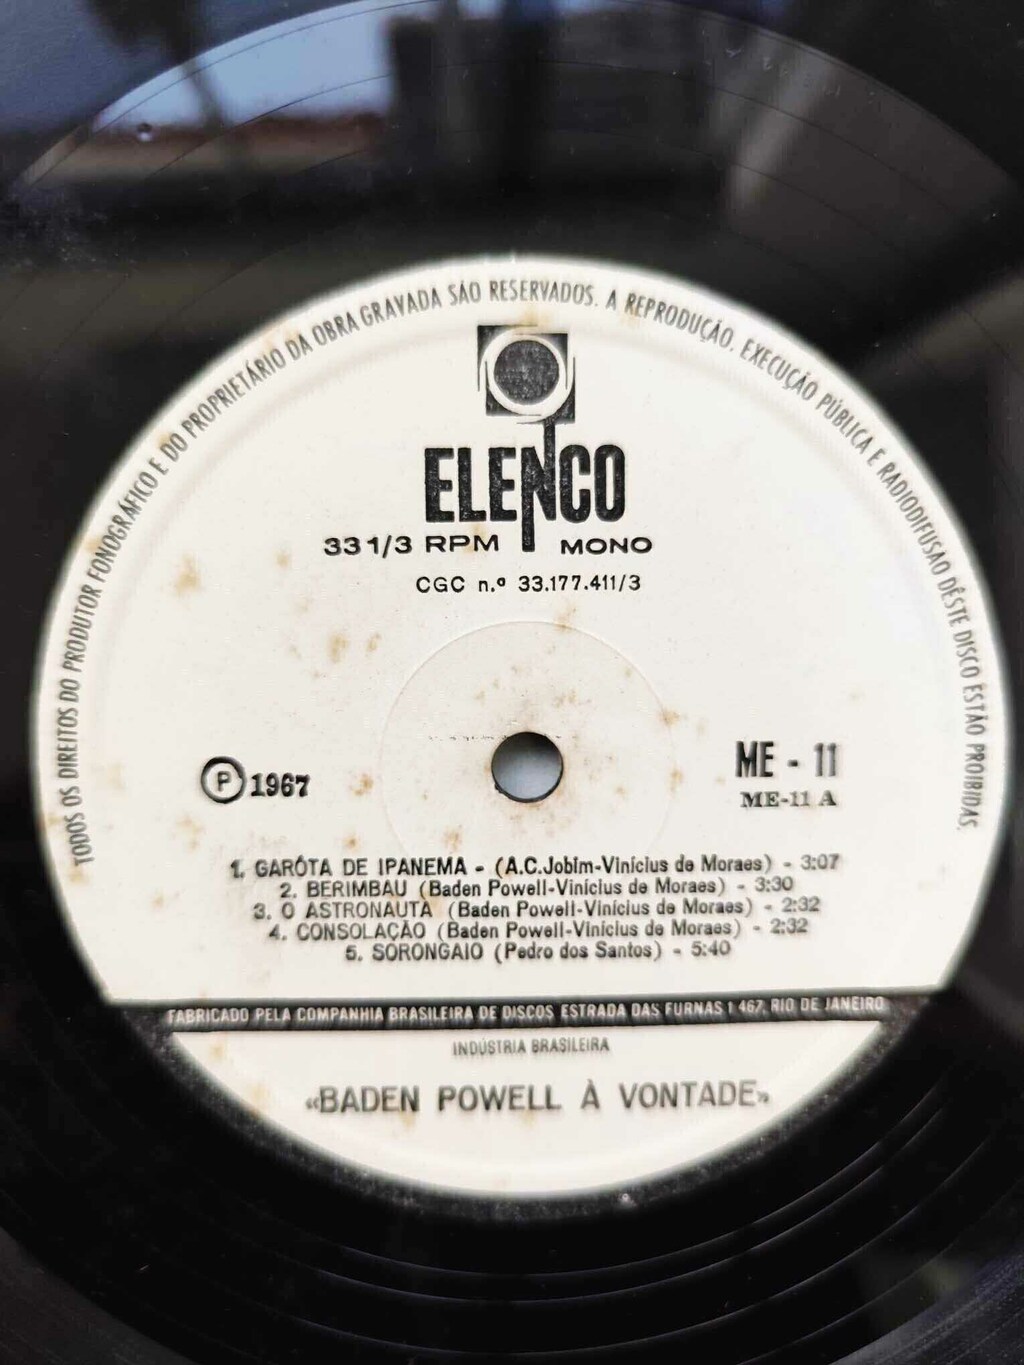 TODOS OS DIREITOS DO PRODUTOR FONOGRÁFICO E DO PROPRIETÁRIO DA OBRA GRAVADA SÃO RESERVADOS. A REPRODUÇÃO, EXECUÇÃO PÚBLICA E RADIODIFUSÃO DÊSTE DISCO ESTÃO PROIBIDAS.
ELENCO
33 1/3 RPM MONO
CGC n.º 33.177.411/3
Ⓟ 1967
ME - 11
ME-11 A
1. GARÔTA DE IPANEMA - (A.C.Jobim-Vinícius de Moraes) - 3:07
2. BERIMBAU (Baden Powell-Vinícius de Moraes) - 3:30
3. O ASTRONAUTA (Baden Powell-Vinícius de Moraes) - 2:32
4. CONSOLAÇÃO (Baden Powell-Vinícius de Moraes) - 2:32
5. SORONGAIO (Pedro dos Santos) - 5:40
FABRICADO PELA COMPANHIA BRASILEIRA DE DISCOS ESTRADA DAS FURNAS 1 467, RIO DE JANEIRO
INDÚSTRIA BRASILEIRA
«BADEN POWELL À VONTADE»